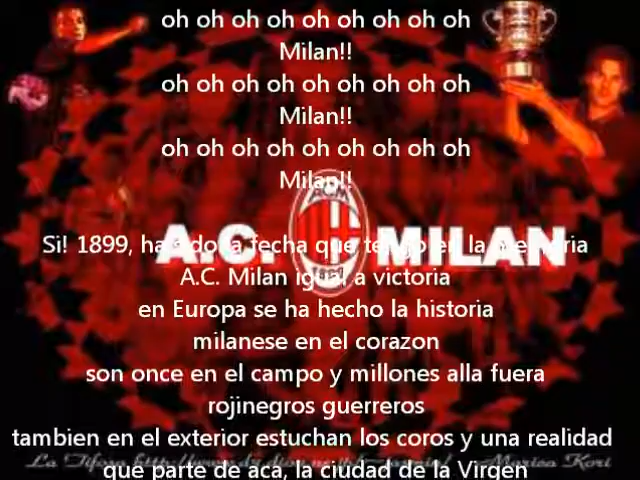 oh oh oh oh oh oh oh oh oh
Milan!!
oh oh oh oh oh oh oh oh oh
Milan!!
oh oh oh oh oh oh oh oh oh
Milan!!
A.C. MILAN
Si! 1899, ha fecha que la
A.C. Milan igual a victoria
en Europa se ha hecho la historia
milanese en el corazon
son once en el campo y millones alla fuera
rojinegros guerreros
tambien en el exterior estuchan los coros y una realidad
La Marica Kori
que parte de aca, la ciudad de la Virgen